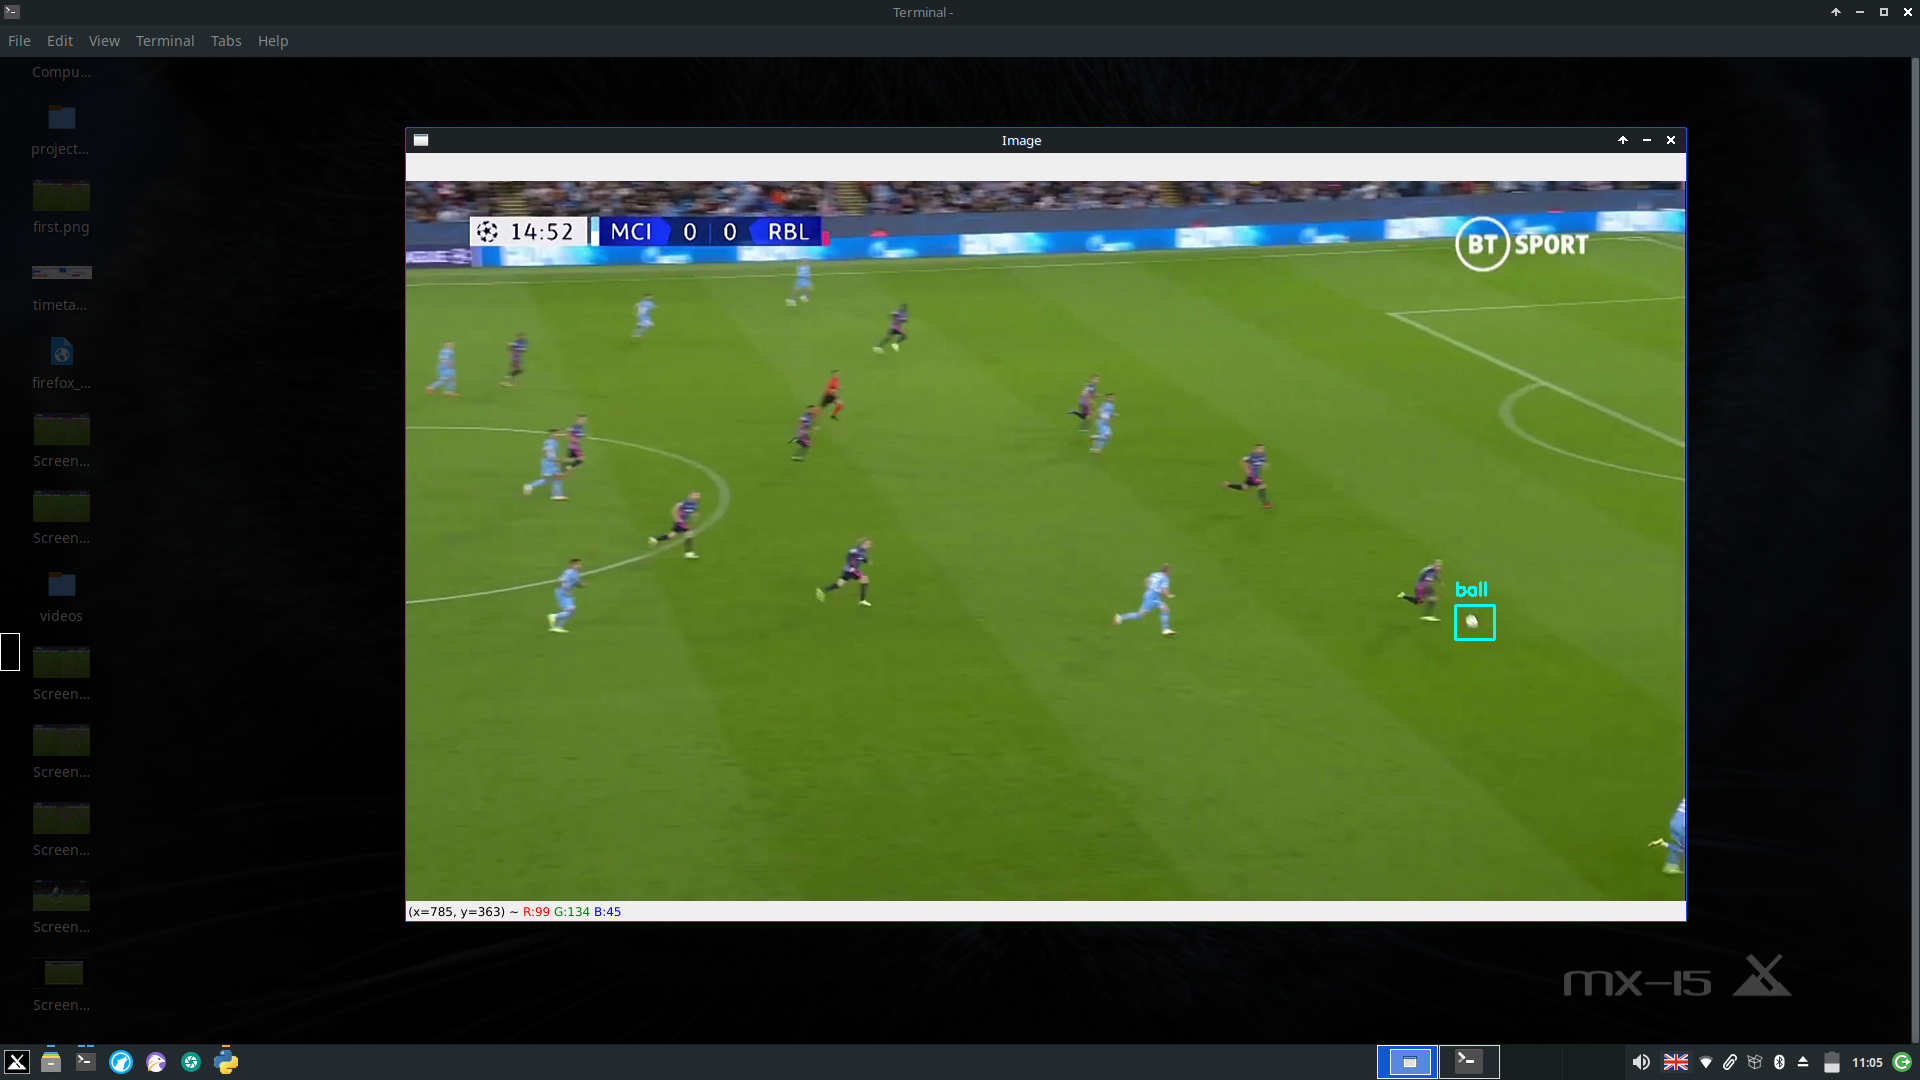 Terminal -
File Edit View Terminal Tabs Help
Compu...
project...
first.png
timeta...
firefox_...
Screen...
Screen...
videos
Screen...
Screen...
Screen...
Screen...
Screen...
Image
14:52 MCI 0 0 RBL
BT SPORT
ball
(x=785, y=363) ~ R:99 G:134 B:45
mx-15
11:05